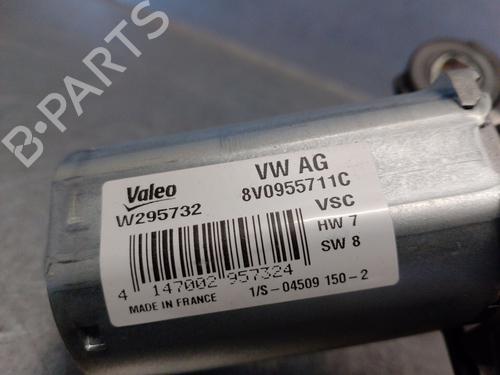 B-PARTS
Valeo
VW AG
W295732
8V0955711C
VSC
HW 7
SW 8
4 147002 957324
MADE IN FRANCE
1/S - 04509 150 - 2